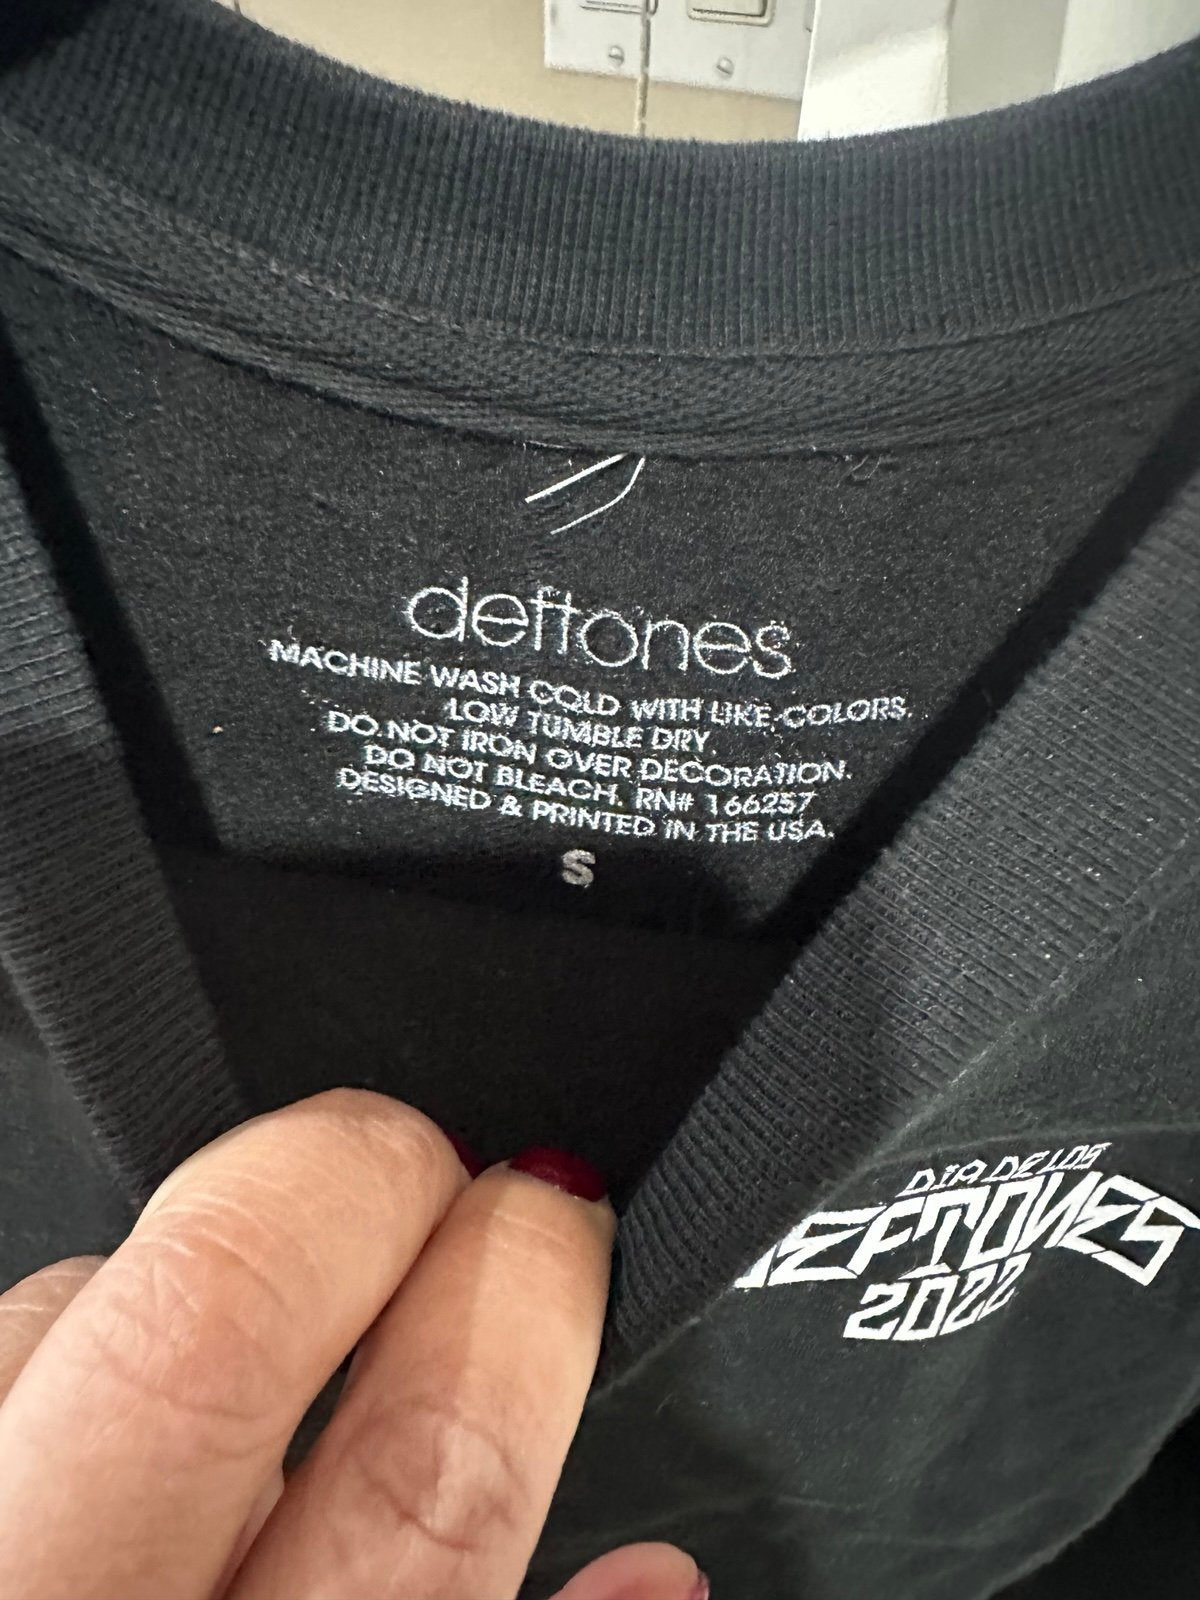 deftones
MACHINE WASH COLD WITH LIKE COLORS.
LOW TUMBLE DRY.
DO NOT IRON OVER DECORATION.
DO NOT BLEACH. RN# 166257
DESIGNED & PRINTED IN THE USA.
S
DIA DE LOS
DEFTONES
2022